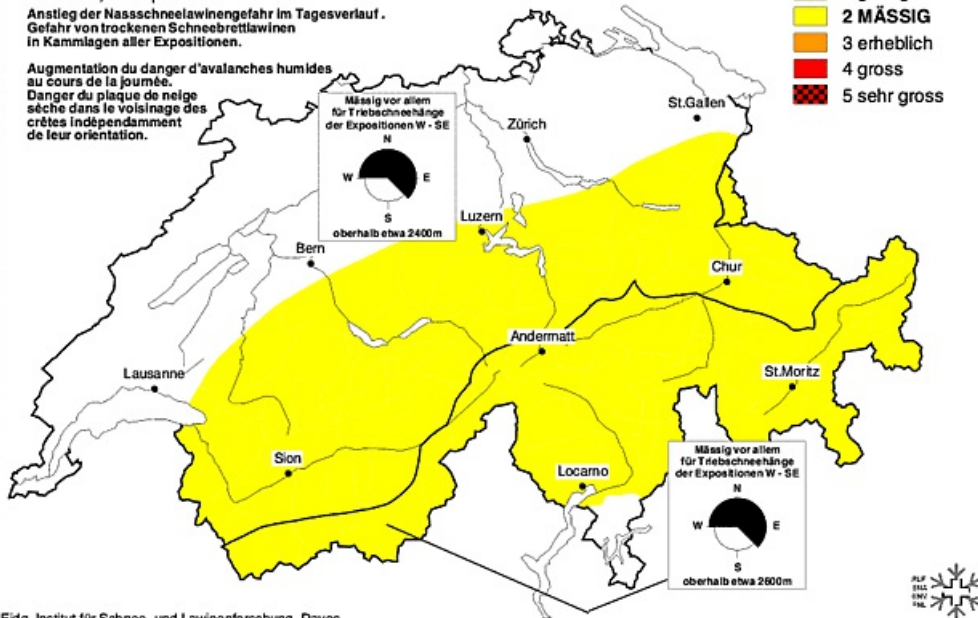 Anstieg der Nassschneelawinengefahr im Tagesverlauf .
Gefahr von trockenen Schneebrettlawinen
in Kammlagen aller Expositionen.
Augmentation du danger d'avalanches humides
au cours de la journée.
Danger du plaque de neige
sèche dans le voisinage des
crêtes indépendamment
de leur orientation.
2 MÄSSIG
3 erheblich
4 gross
5 sehr gross
Mässig vor allem
für Triebschneehänge
der Expositionen W - SE
N
W E
S
oberhalb etwa 2400m
St.Gallen
Zürich
Luzern
Bern
Chur
Andermatt
Lausanne
St.Moritz
Sion
Locarno
Mässig vor allem
für Triebschneehänge
der Expositionen W - SE
N
W E
S
oberhalb etwa 2600m
SLF
ENA
SNL
Eidg. Institut für Schnee- und Lawinenforschung, Davos